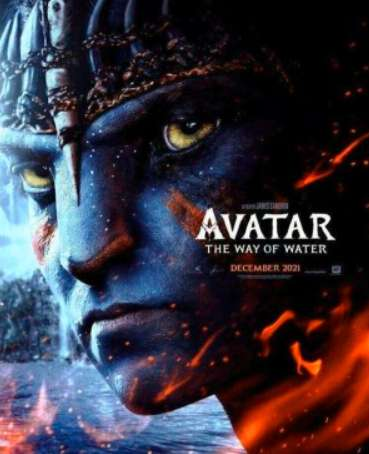 AVATAR
THE WAY OF WATER
DECEMBER 2021